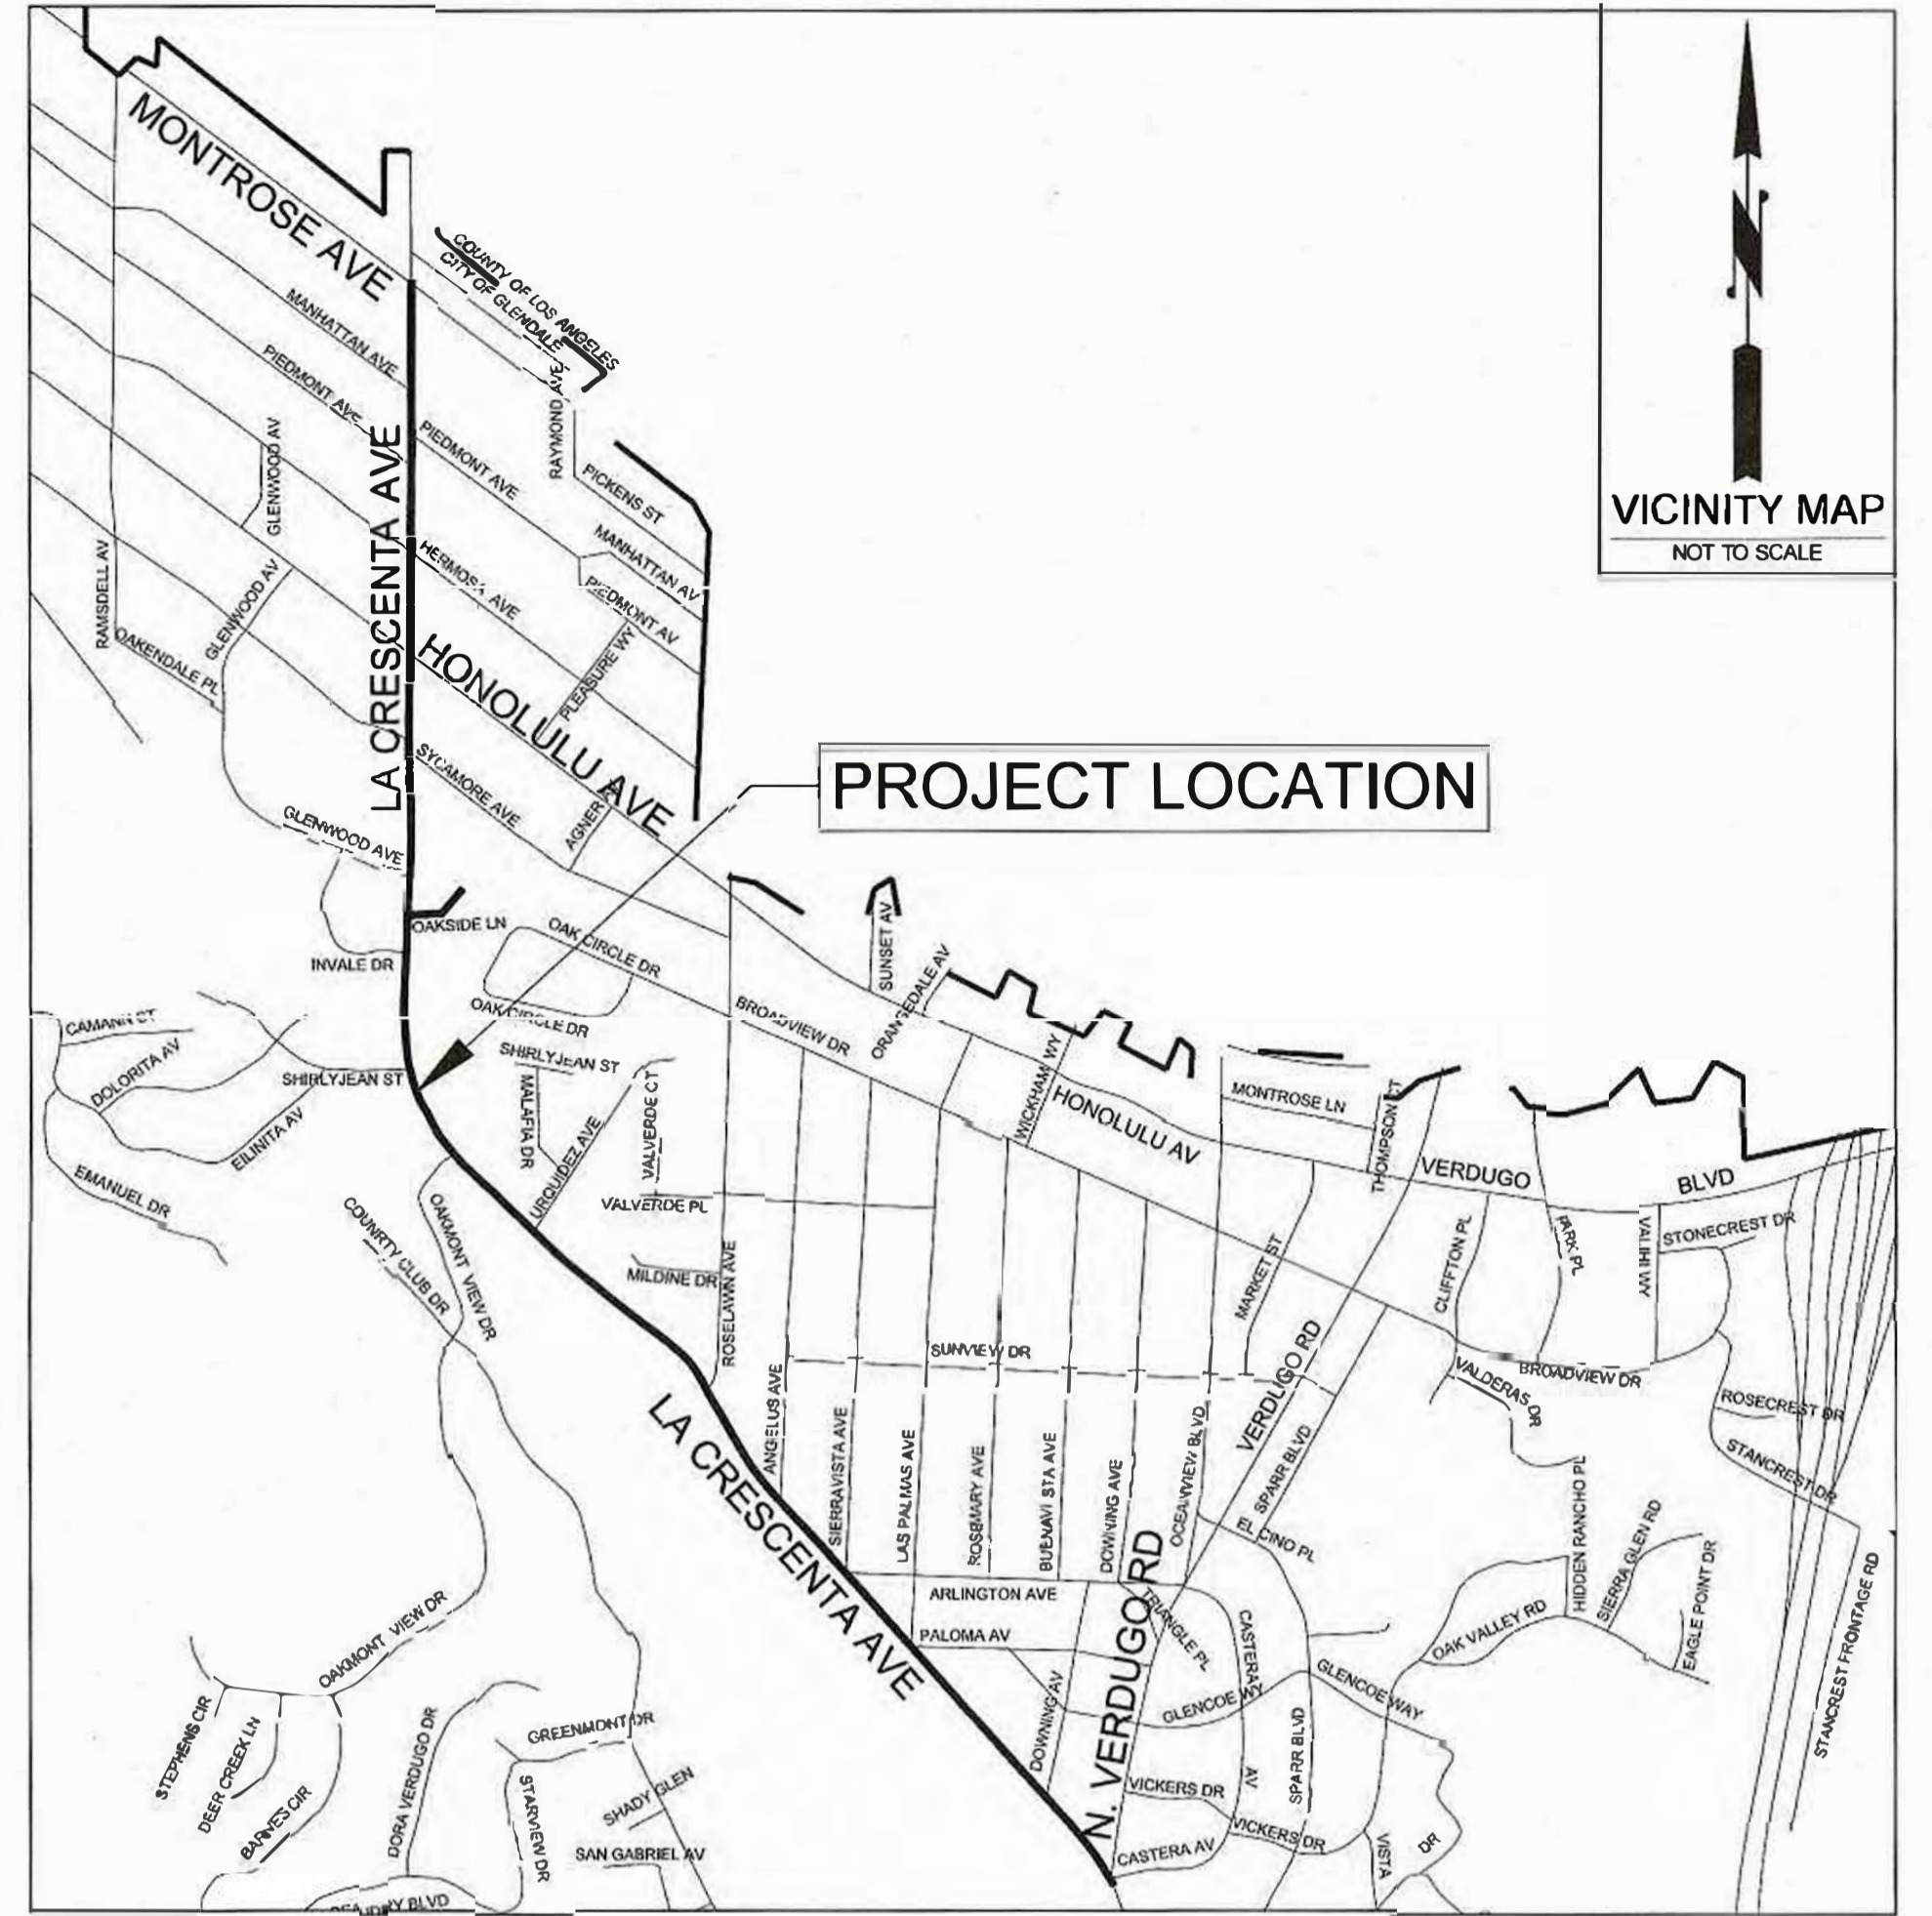 MONTROSE AVE
COUNTY OF LOS ANGELES
CITY OF GLENDALE
VICINITY MAP
NOT TO SCALE
N
MANHATTAN AVE
PIEDMONT AVE
RAYMOND AVE
GLENWOOD AV
LA CRESCENTA AVE
PIEDMONT AVE
PICKENS ST
MANHATTAN AV
HERMOSA AVE
PIEDMONT AV
RAMSDELL AV
GLENWOOD AV
OAKENDALE PL
HONOLULU AVE
PLEASURE WY
PROJECT LOCATION
SYCAMORE AVE
AGNER
GLENWOOD AVE
OAKSIDE LN
OAK CIRCLE DR
SUNSET AV
INVALE DR
ORANGEDALE AV
OAK CIRCLE DR
BROADVIEW DR
CAMANN ST
SHIRLYJEAN ST
DOLORITA AV
SHIRLYJEAN ST
MALAFIA DR
VALVERDE CT
WICKHAM WY
HONOLULU AV
MONTROSE LN
THOMPSON CT
EILINITA AV
URQUIDEZ AVE
VERDUGO
BLVD
EMANUEL DR
VALVERDE PL
COUNRTY CLUB DR
OAKMONT VIEW DR
MILDINE DR
ROSELAWN AVE
MARKET ST
CLIFFTON PL
PARK PL
VALIHI WY
STONECREST DR
SUNVIEW DR
VERDUGO RD
VALDERAS DR
BROADVIEW DR
ROSECREST DR
STANCREST DR
LA CRESCENTA AVE
ANGELUS AVE
SIERRAVISTA AVE
LAS PALMAS AVE
ROSEMARY AVE
BUENAVI STA AVE
DOWNING AVE
OCEANVIEW BLVD
SPARR BLVD
EL CINO PL
HIDDEN RANCHO PL
SIERRA GLEN RD
EAGLE POINT DR
STANCREST FRONTAGE RD
ARLINGTON AVE
PALOMA AV
N. VERDUGO RD
TRIANGLE PL
CASTERA
AV
OAK VALLEY RD
OAKMONT VIEW DR
DOWNING AV
GLENCOE WY
GLENCOE WAY
SPARR BLVD
STEPHENS CIR
DEER CREEK LN
BARNES CIR
DORA VERDUGO DR
GREENMONT DR
STARVIEW DR
SHADY GLEN
SAN GABRIEL AV
VICKERS DR
VICKERS DR
CASTERA AV
VISTA
DR
BLVD